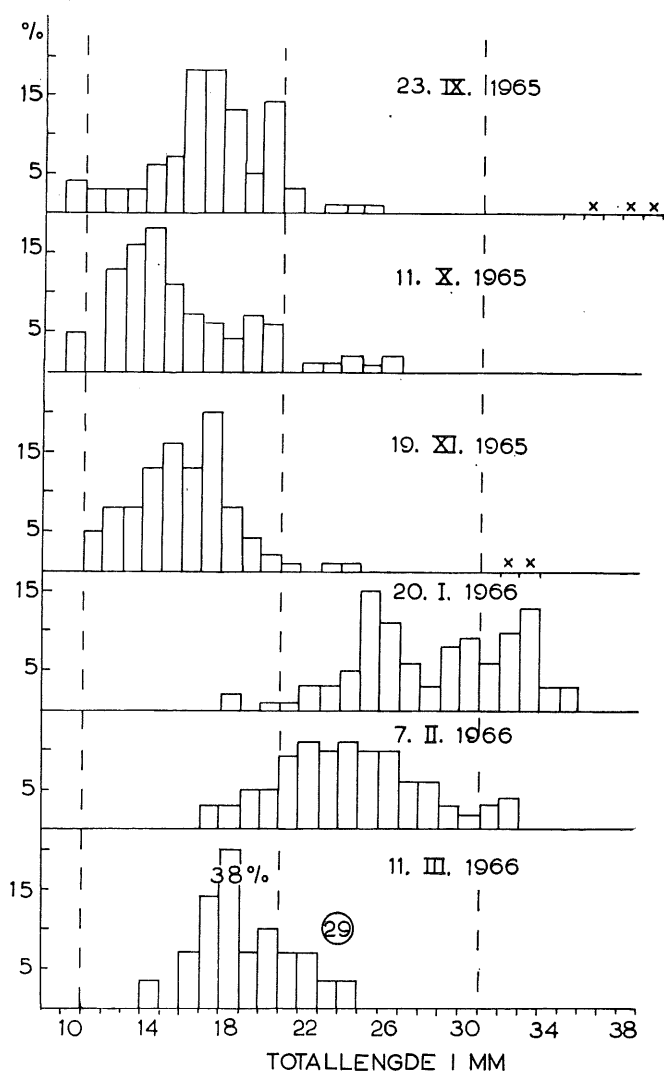 %
15
5
23. IX. 1965
x x x
15
5
11. X. 1965
15
5
19. XI. 1965
x x
15
5
20. I. 1966
5
7. II. 1966
15
5
38%
11. III. 1966
29
10 14 18 22 26 30 34 38
TOTALLENGDE I MM